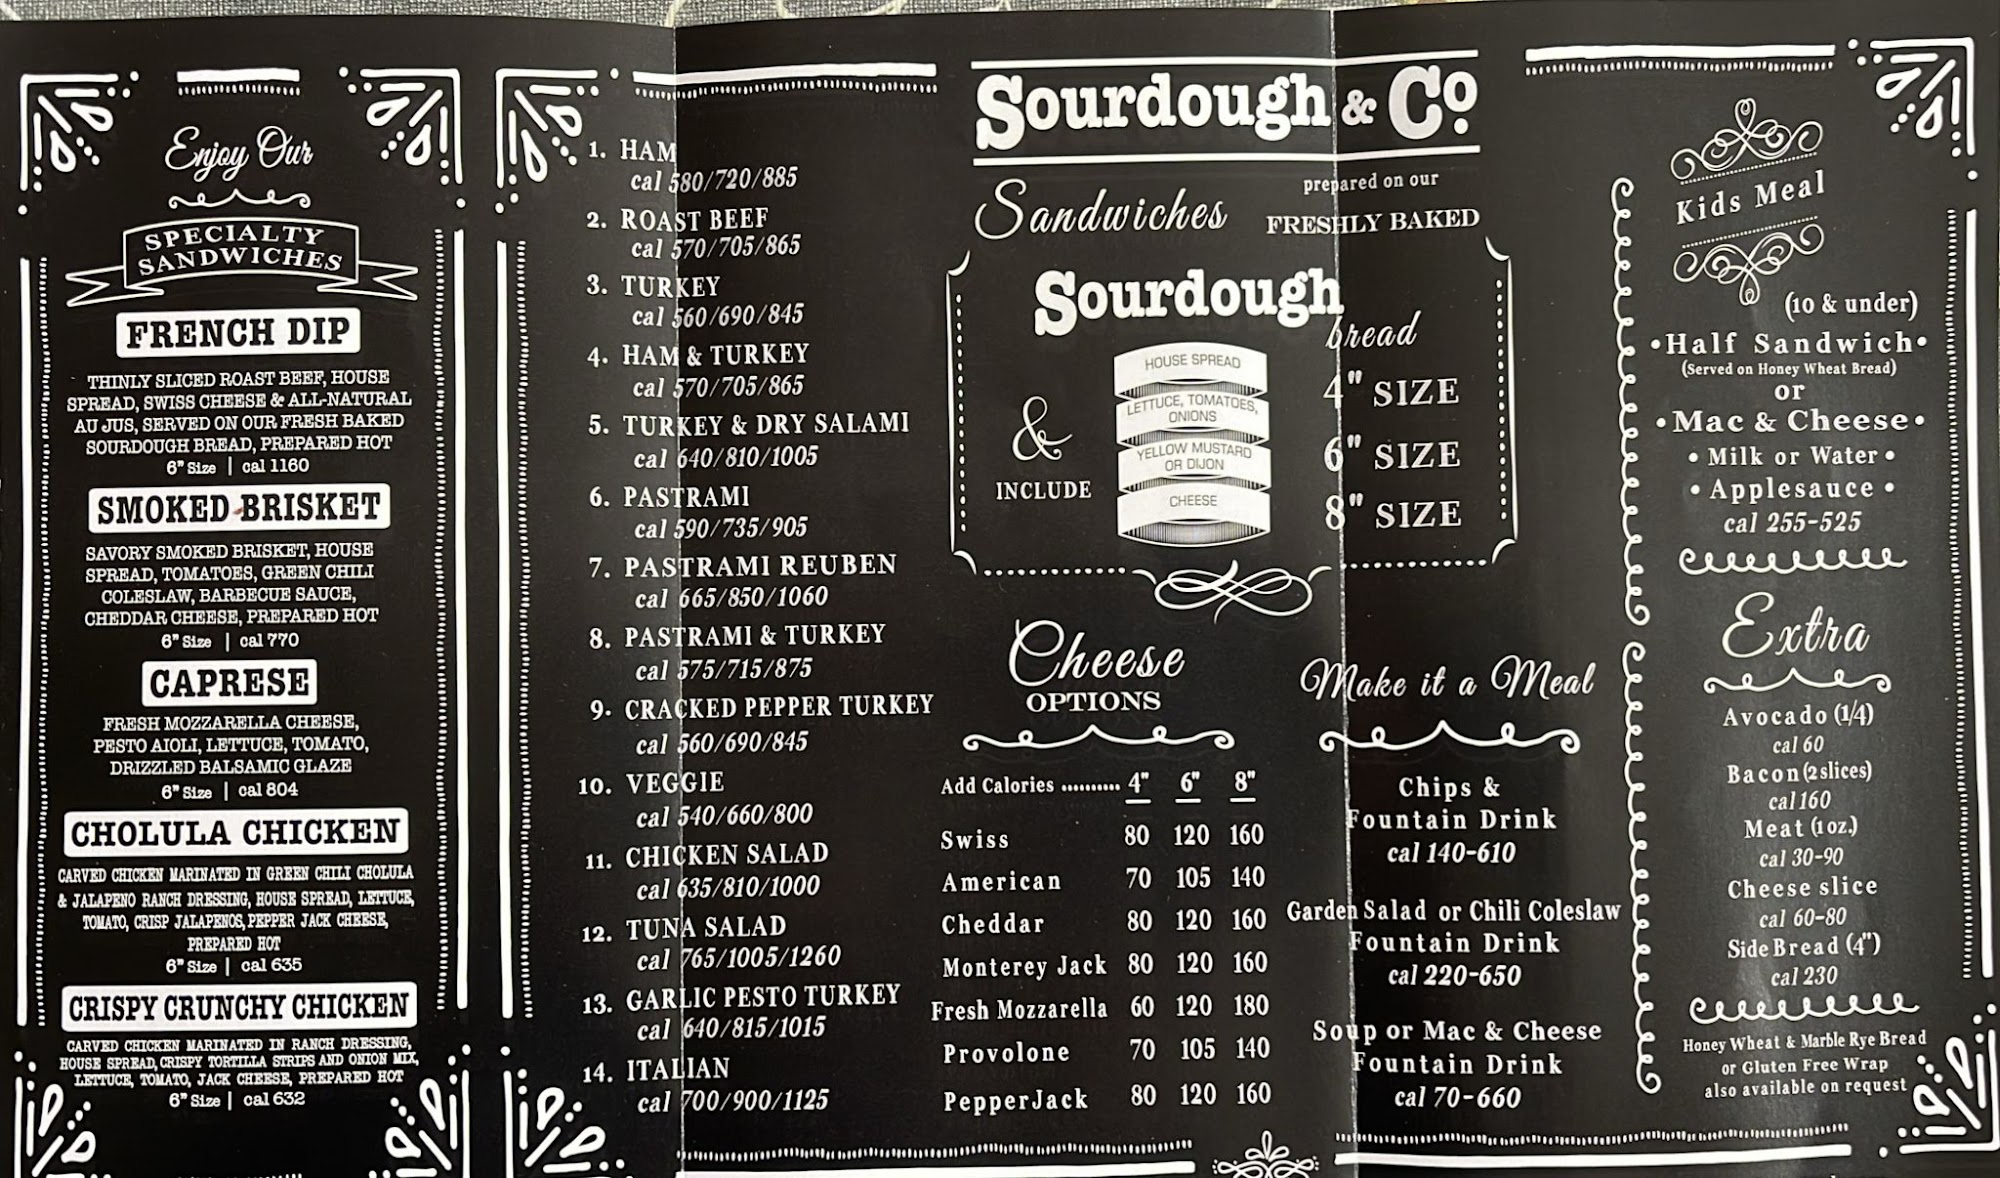 Enjoy Our
SPECIALTY
SANDWICHES
FRENCH DIP
THINLY SLICED ROAST BEEF, HOUSE
SPREAD, SWISS CHEESE & ALL-NATURAL
AU JUS, SERVED ON OUR FRESH BAKED
SOURDOUGH BREAD, PREPARED HOT
6" Size | cal 1160
SMOKED BRISKET
SAVORY SMOKED BRISKET, HOUSE
SPREAD, TOMATOES, GREEN CHILI
COLESLAW, BARBECUE SAUCE,
CHEDDAR CHEESE, PREPARED HOT
6" Size | cal 770
CAPRESE
FRESH MOZZARELLA CHEESE,
PESTO AIOLI, LETTUCE, TOMATO,
DRIZZLED BALSAMIC GLAZE
6" Size | cal 804
CHOLULA CHICKEN
CARVED CHICKEN MARINATED IN GREEN CHILI CHOLULA
& JALAPENO RANCH DRESSING, HOUSE SPREAD, LETTUCE,
TOMATO, CRISP JALAPENOS, PEPPER JACK CHEESE,
PREPARED HOT
6" Size | cal 635
CRISPY CRUNCHY CHICKEN
CARVED CHICKEN MARINATED IN RANCH DRESSING,
HOUSE SPREAD, CRISPY TORTILLA STRIPS AND ONION MIX,
LETTUCE, TOMATO, JACK CHEESE, PREPARED HOT
6" Size | cal 632
1. HAM
cal 580/720/885
2. ROAST BEEF
cal 570/705/865
3. TURKEY
cal 560/690/845
4. HAM & TURKEY
cal 570/705/865
5. TURKEY & DRY SALAMI
cal 640/810/1005
6. PASTRAMI
cal 590/735/905
7. PASTRAMI REUBEN
cal 665/850/1060
8. PASTRAMI & TURKEY
cal 575/715/875
9. CRACKED PEPPER TURKEY
cal 560/690/845
10. VEGGIE
cal 540/660/800
11. CHICKEN SALAD
cal 635/810/1000
12. TUNA SALAD
cal 765/1005/1260
13. GARLIC PESTO TURKEY
cal 640/815/1015
14. ITALIAN
cal 700/900/1125
Sourdough & Co.
Sandwiches
prepared on our
FRESHLY BAKED
Sourdough
bread
& INCLUDE
HOUSE SPREAD
LETTUCE, TOMATOES,
ONIONS
YELLOW MUSTARD
OR DIJON
CHEESE
4" SIZE
6" SIZE
8" SIZE
Cheese
OPTIONS
Add Calories .......... 4" 6" 8"
Swiss 80 120 160
American 70 105 140
Cheddar 80 120 160
Monterey Jack 80 120 160
Fresh Mozzarella 60 120 180
Provolone 70 105 140
PepperJack 80 120 160
Make it a Meal
Chips &
Fountain Drink
cal 140-610
Garden Salad or Chili Coleslaw
Fountain Drink
cal 220-650
Soup or Mac & Cheese
Fountain Drink
cal 70-660
Kids Meal
(10 & under)
•Half Sandwich•
(Served on Honey Wheat Bread)
or
•Mac & Cheese•
• Milk or Water •
• Applesauce •
cal 255-525
Extra
Avocado (1/4)
cal 60
Bacon (2 slices)
cal 160
Meat (1 oz.)
cal 30-90
Cheese slice
cal 60-80
Side Bread (4")
cal 230
Honey Wheat & Marble Rye Bread
or Gluten Free Wrap
also available on request